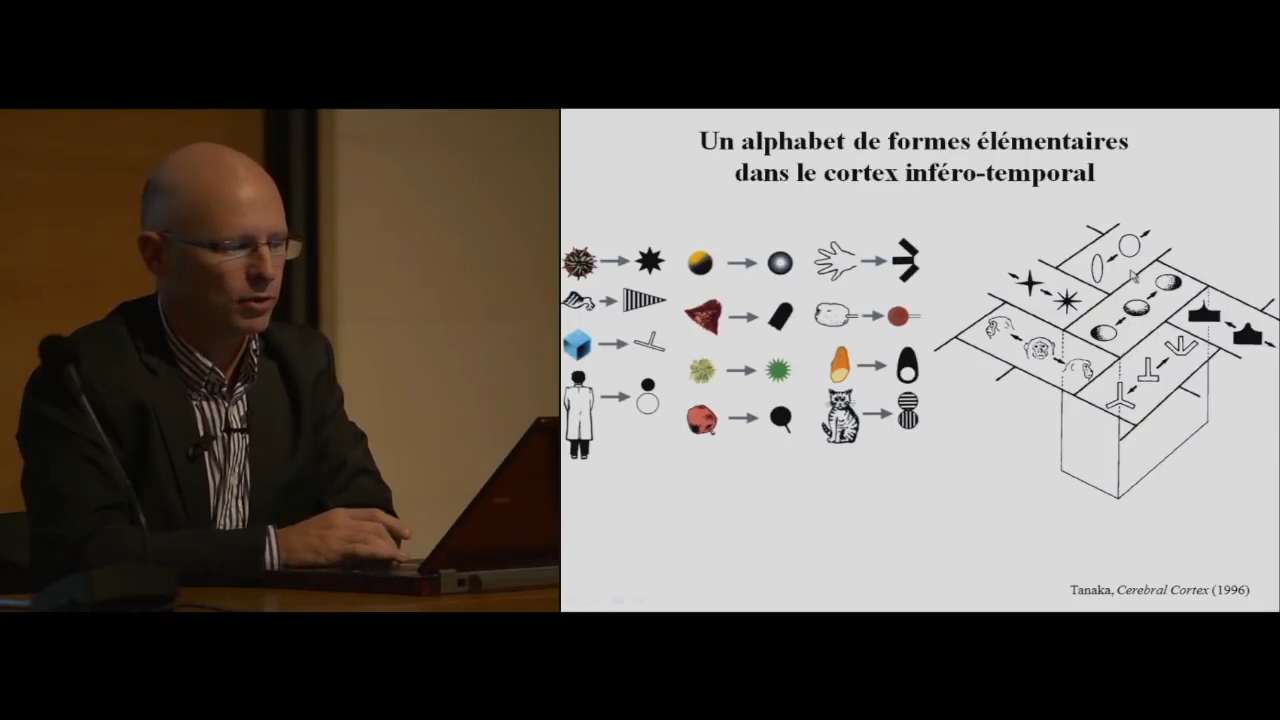 Un alphabet de formes élémentaires
dans le cortex inféro-temporal
Tanaka, Cerebral Cortex (1996)